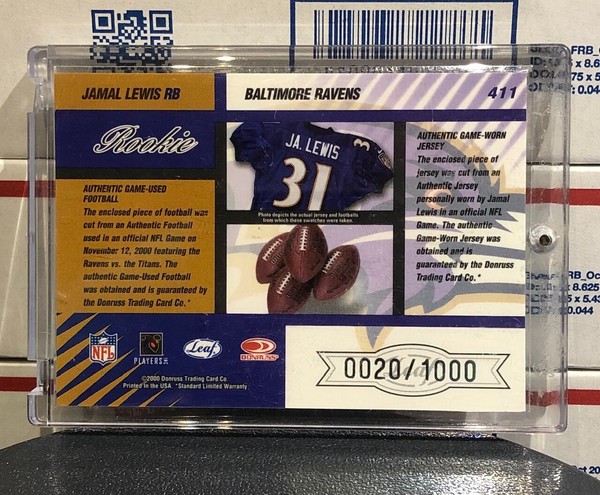 JAMAL LEWIS RB
BALTIMORE RAVENS
411
Rookie
JA. LEWIS
31
Photo depicts the actual jersey and footballs
from which these swatches were taken.
AUTHENTIC GAME-USED
FOOTBALL
The enclosed piece of football was
cut from an Authentic Football
used in an official NFL Game on
November 12, 2000 featuring the
Ravens vs. the Titans. The
authentic Game-Used Football
was obtained and is guaranteed by
the Donruss Trading Card Co.*
AUTHENTIC GAME-WORN
JERSEY
The enclosed piece of
jersey was cut from an
Authentic Jersey
personally worn by Jamal
Lewis in an official NFL
Game. The authentic
Game-Worn Jersey was
obtained and is
guaranteed by the Donruss
Trading Card Co.*
NFL
PLAYERS INC
Leaf
DONRUSS
0020/1000
©2000 Donruss Trading Card Co.
Printed in the USA *Standard Limited Warranty